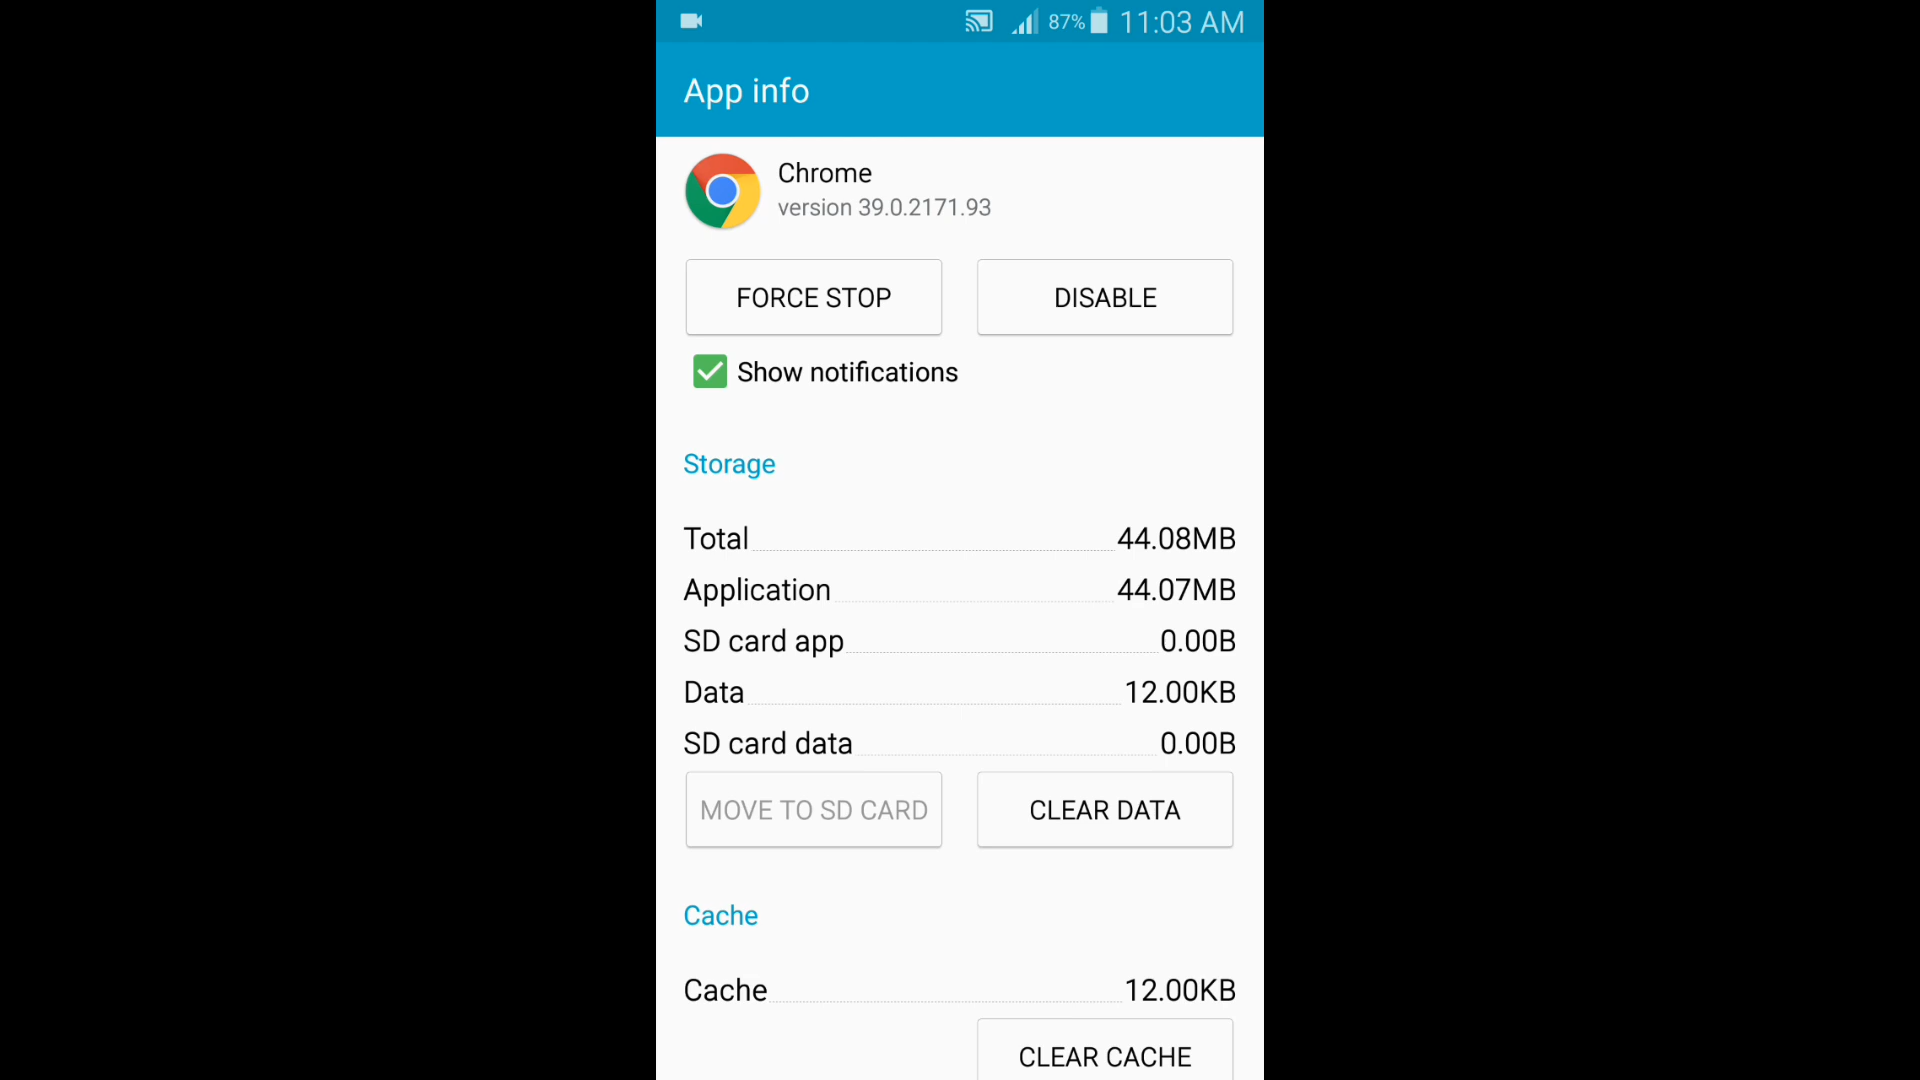 87% 11:03 AM
App info
Chrome
version 39.0.2171.93
FORCE STOP DISABLE
Show notifications
Storage
Total 44.08MB
Application 44.07MB
SD card app 0.00B
Data 12.00KB
SD card data 0.00B
MOVE TO SD CARD CLEAR DATA
Cache
Cache 12.00KB
CLEAR CACHE